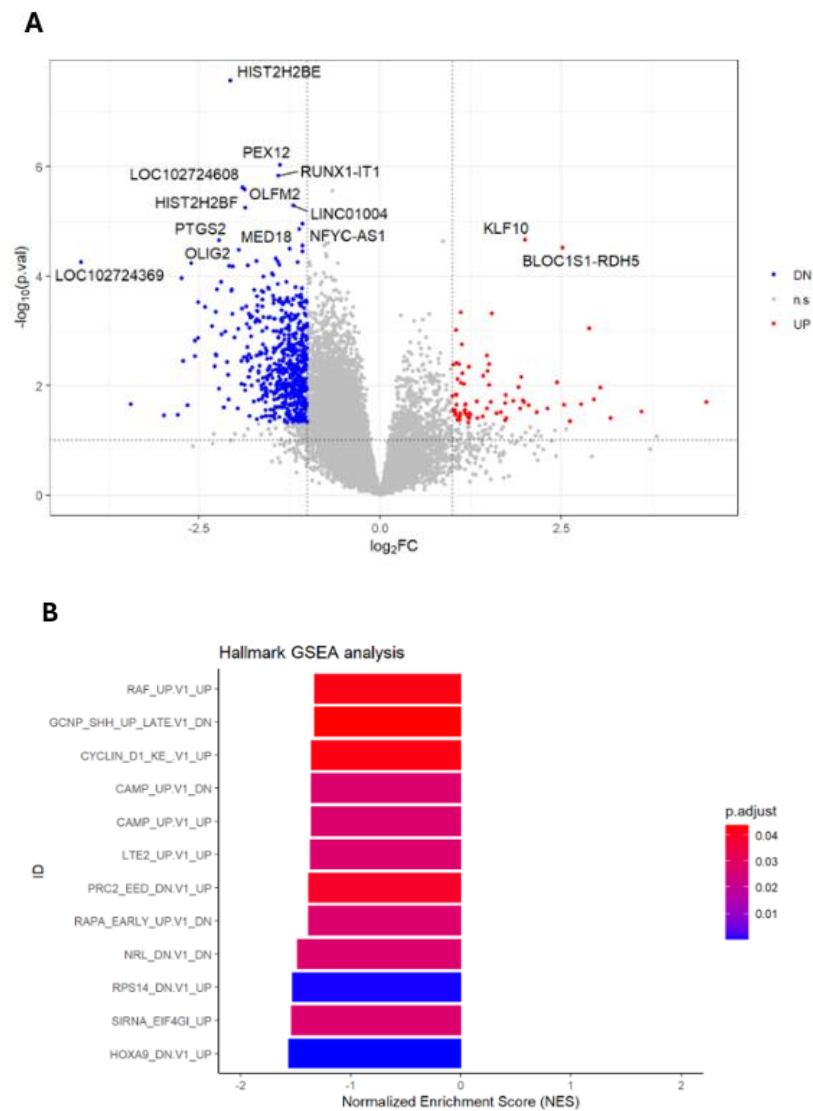 A
HIST2H2BE
PEX12
RUNX1-IT1
LOC102724608
OLFM2
HIST2H2BF
LINC01004
PTGS2
MED18
NFYC-AS1
KLF10
OLIG2
BLOC1S1-RDH5
LOC102724369
6
4
2
0
-log10(p.val)
-2.5 0.0 2.5
log2FC
DN
n.s
UP
B
Hallmark GSEA analysis
RAF_UP.V1_UP
GCNP_SHH_UP_LATE.V1_DN
CYCLIN_D1_KE_.V1_UP
CAMP_UP.V1_DN
CAMP_UP.V1_UP
LTE2_UP.V1_UP
PRC2_EED_DN.V1_UP
RAPA_EARLY_UP.V1_DN
NRL_DN.V1_DN
RPS14_DN.V1_UP
SIRNA_EIF4GI_UP
HOXA9_DN.V1_UP
ID
-2 -1 0 1 2
Normalized Enrichment Score (NES)
p.adjust
0.04
0.03
0.02
0.01